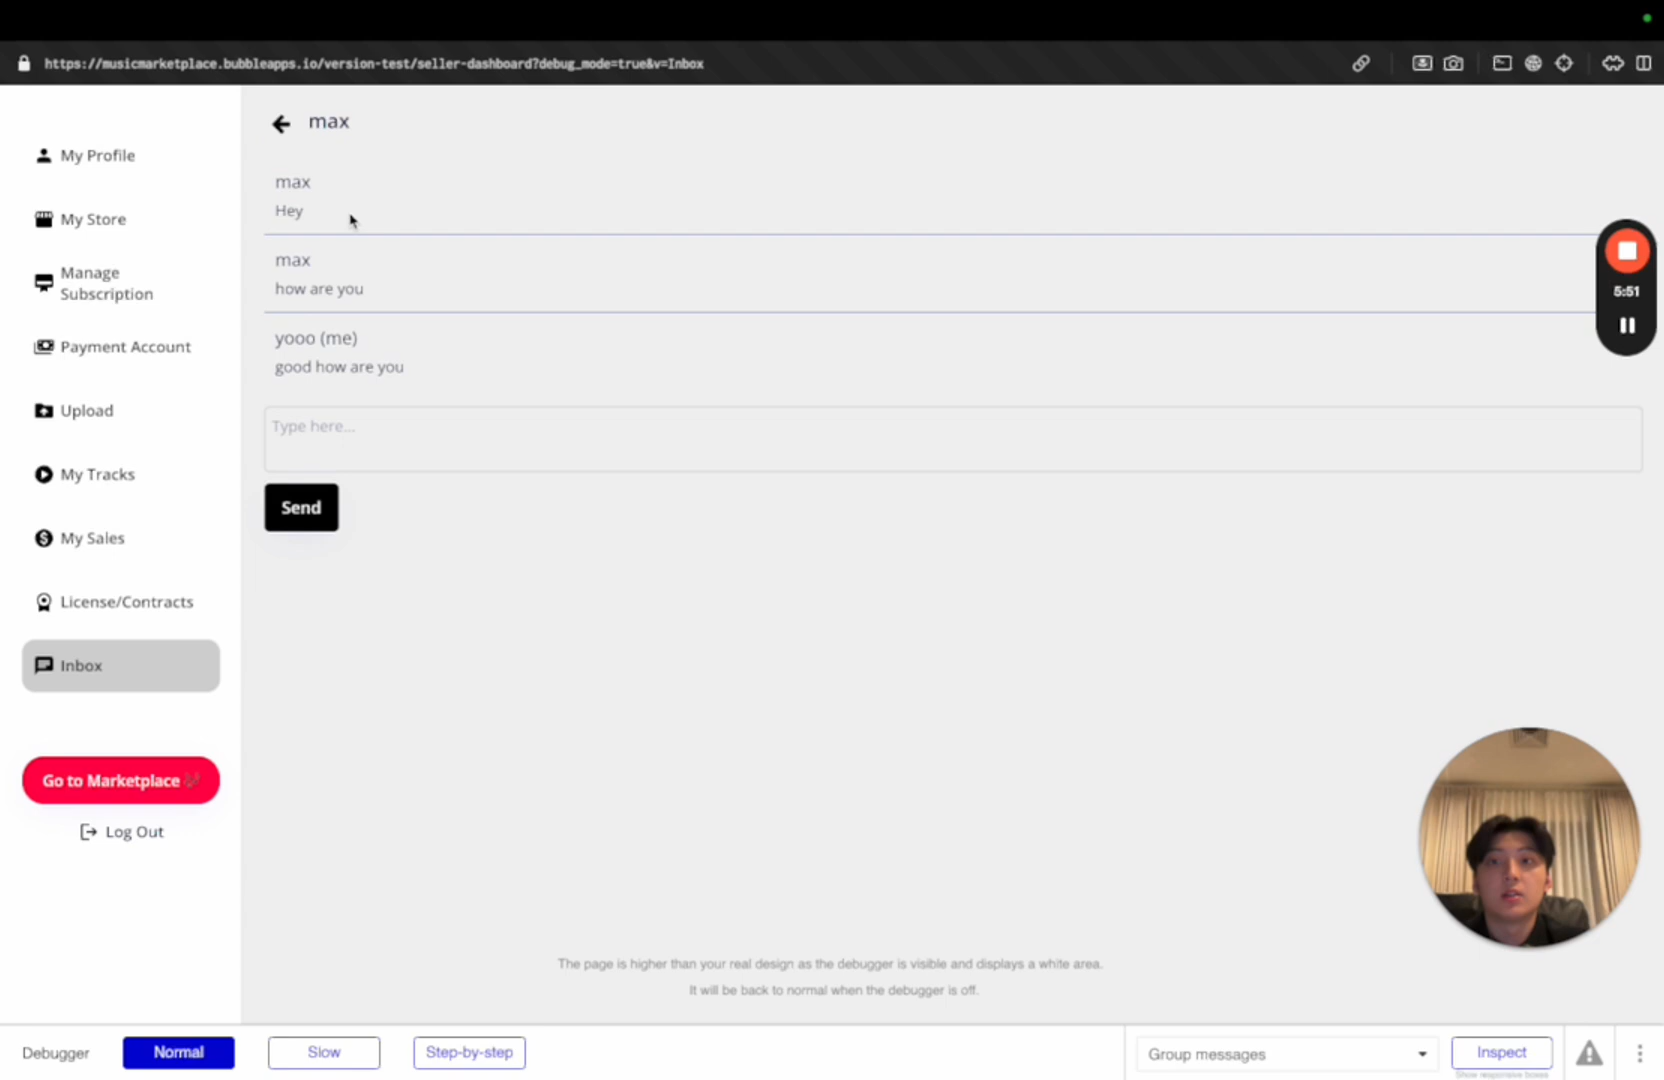 https://musicmarketplace.bubbleapps.io/version-test/seller-dashboard?debug_mode=true&v=Inbox
My Profile
My Store
Manage
Subscription
Payment Account
Upload
My Tracks
My Sales
License/Contracts
Inbox
Go to Marketplace
Log Out
max
max
Hey
max
how are you
yooo (me)
good how are you
Type here...
Send
5:51
The page is higher than your real design as the debugger is visible and displays a white area.
It will be back to normal when the debugger is off.
Debugger
Normal
Slow
Step-by-step
Group messages
Inspect
Show responsive boxes